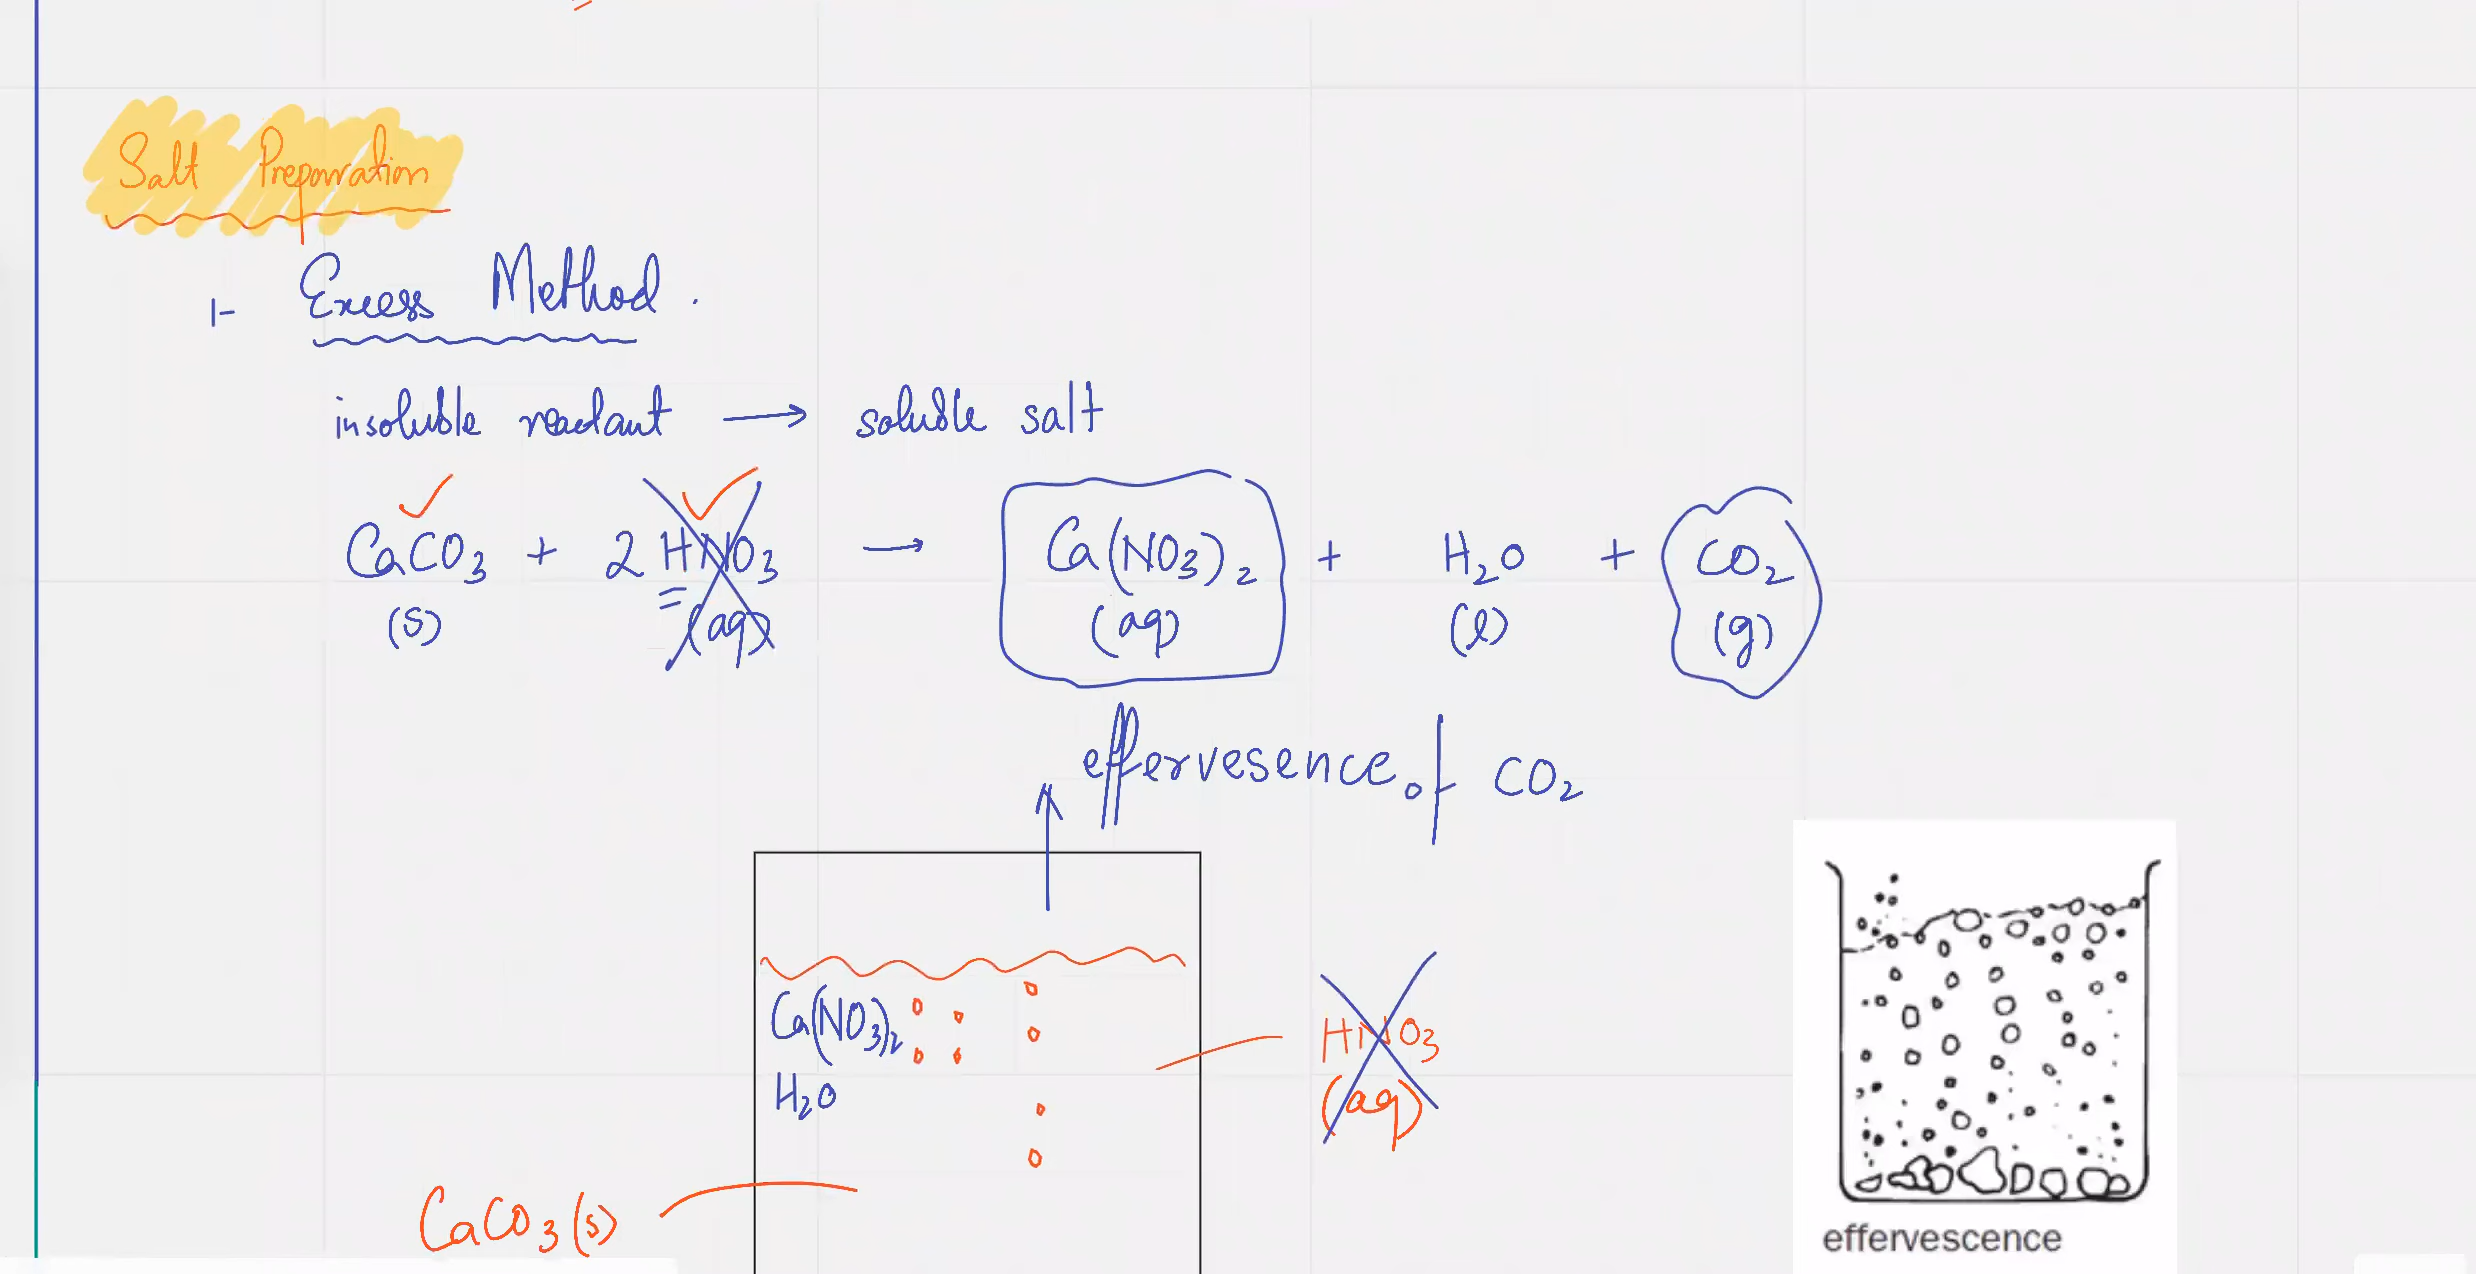 Salt Preparation
1- Excess Method.
insoluble reactant → soluble salt
CaCO3 + 2 HNO3 → Ca(NO3)2 + H2O + CO2
(s) (aq) (aq) (l) (g)
effervesence of CO2
Ca(NO3)2
H2O
HNO3
(aq)
CaCO3(s)
effervescence